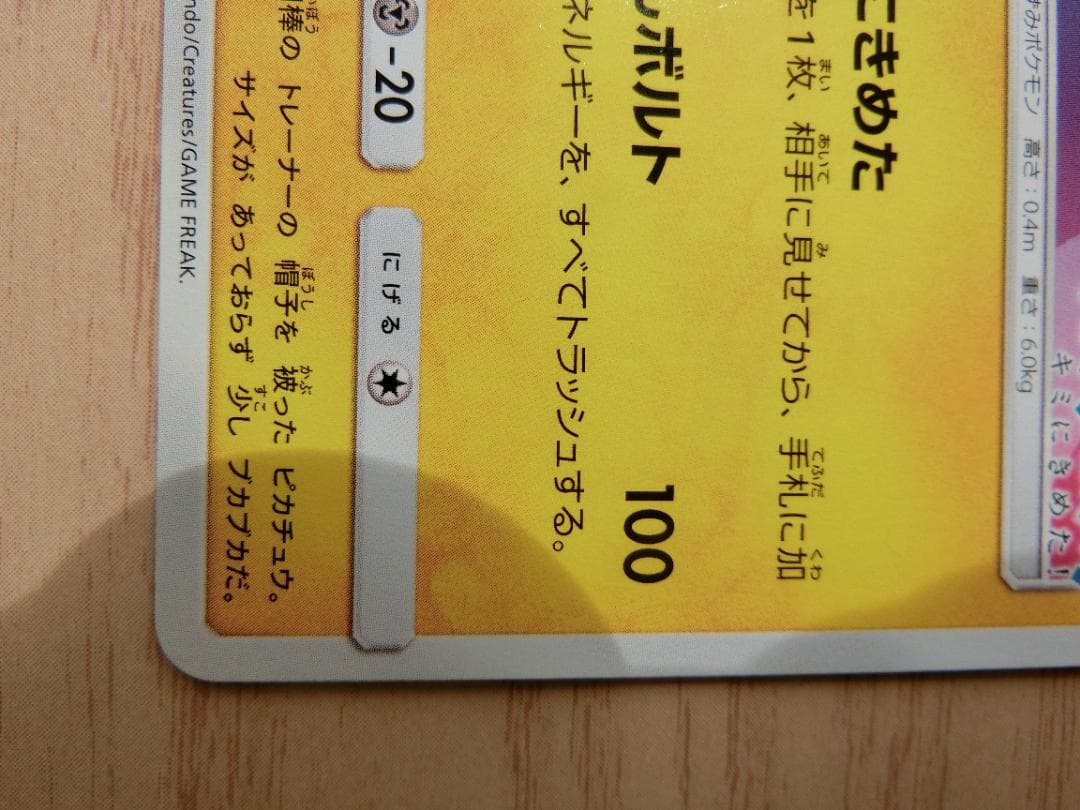 すみポケモン 高さ：0.4m 重さ：6.0kg
キミにきめた!
こきめた
を1枚、相手に見せてから、手札に加
ボルト 100
ネルギーを、すべてトラッシュする。
-20
にげる
棒の トレーナーの 帽子を 被った ピカチュウ。
サイズが あっておらず 少し ブカブカだ。
ndo/Creatures/GAME FREAK.